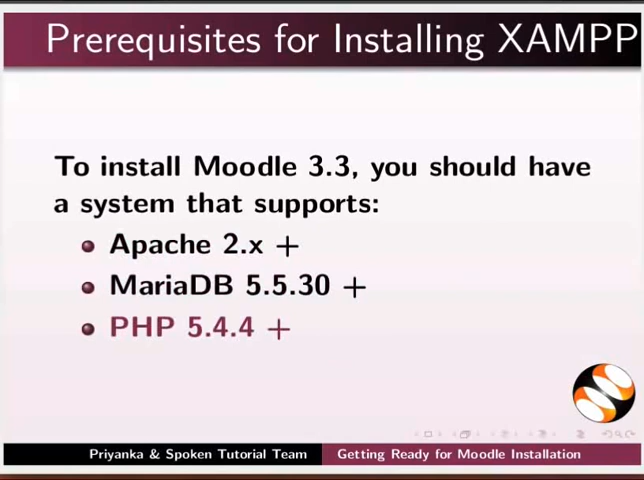 Prerequisites for Installing XAMPP
To install Moodle 3.3, you should have
a system that supports:
Apache 2.x +
MariaDB 5.5.30 +
PHP 5.4.4 +
Priyanka & Spoken Tutorial Team Getting Ready for Moodle Installation